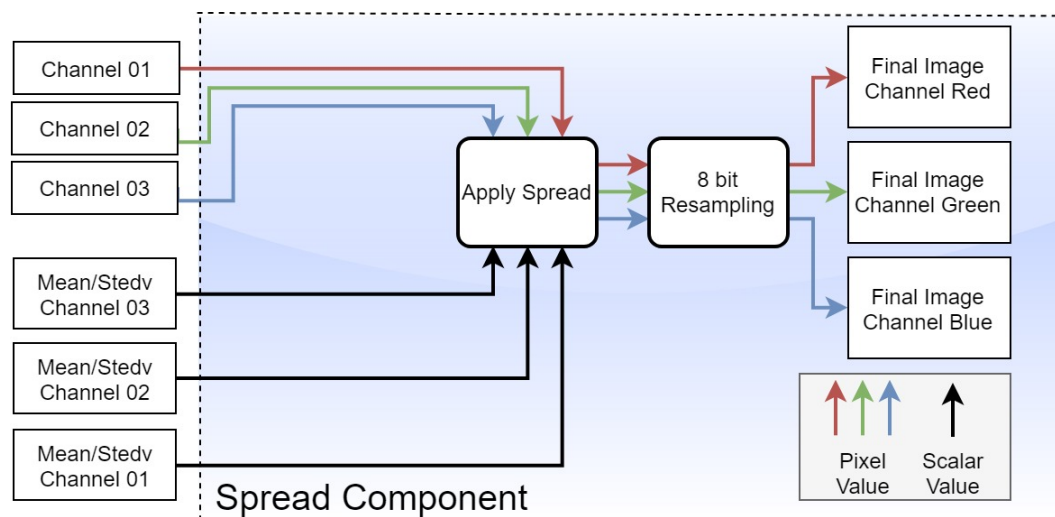 Channel 01
Channel 02
Channel 03
Mean/Stedv
Channel 03
Mean/Stedv
Channel 02
Mean/Stedv
Channel 01
Apply Spread
8 bit
Resampling
Final Image
Channel Red
Final Image
Channel Green
Final Image
Channel Blue
Pixel
Value
Scalar
Value
Spread Component